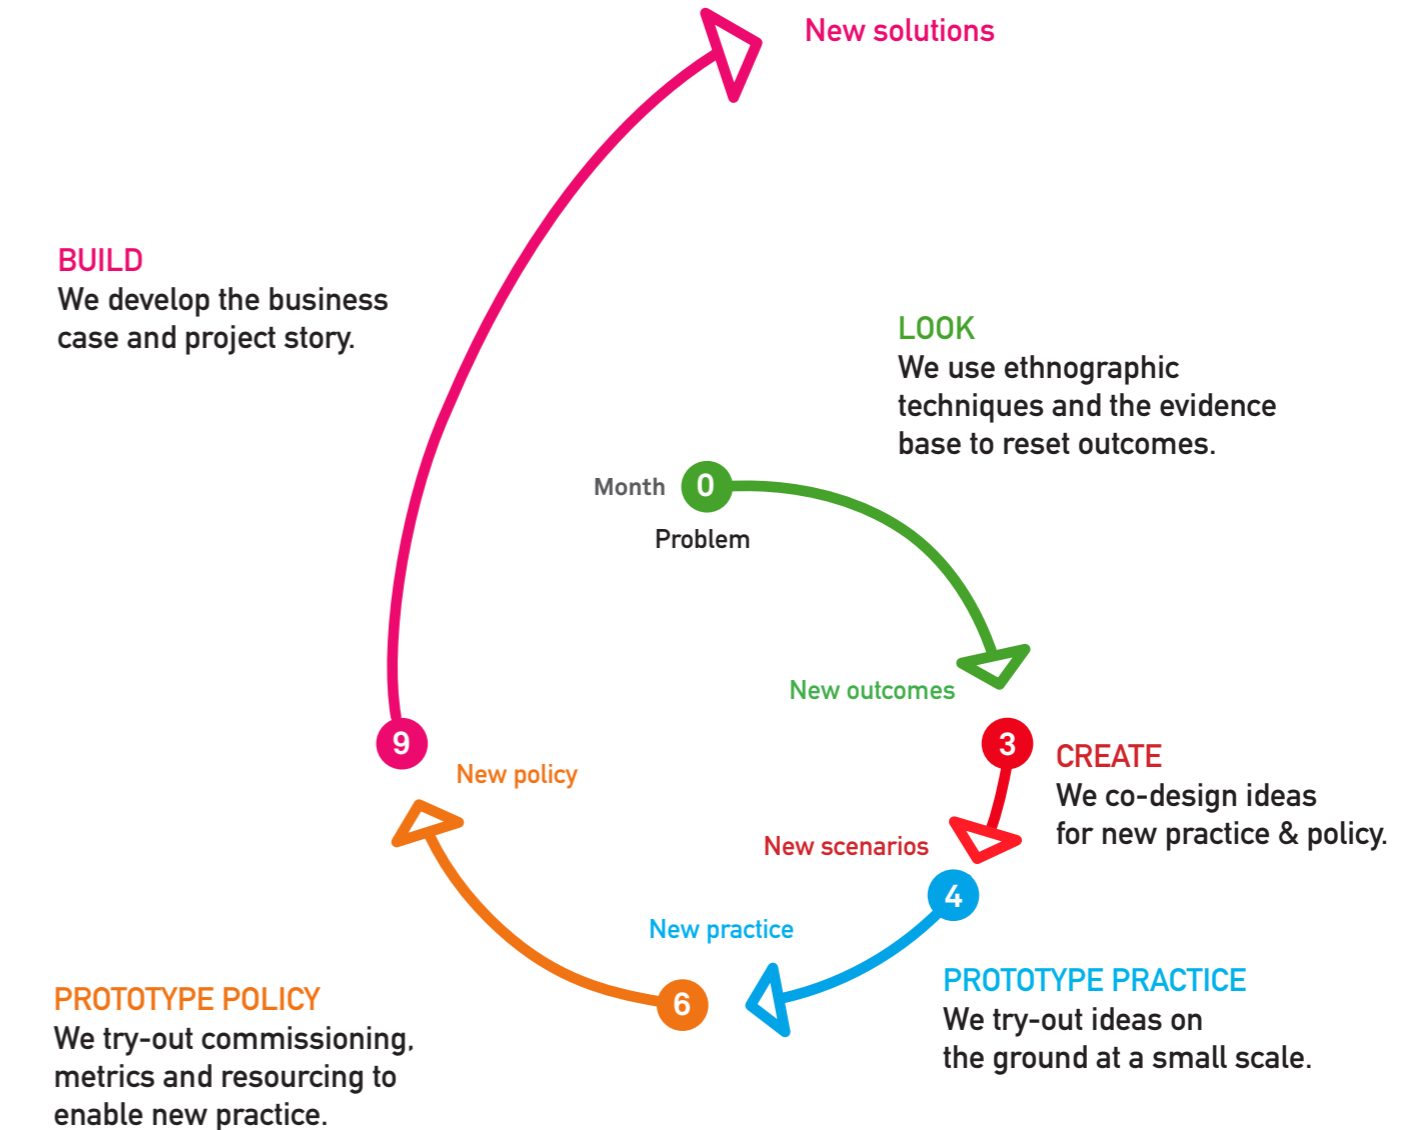 New solutions
BUILD
We develop the business
case and project story.
LOOK
We use ethnographic
techniques and the evidence
base to reset outcomes.
Month 0
Problem
New outcomes
3
CREATE
We co-design ideas
for new practice & policy.
New scenarios
4
New practice
PROTOTYPE PRACTICE
We try-out ideas on
the ground at a small scale.
6
PROTOTYPE POLICY
We try-out commissioning,
metrics and resourcing to
enable new practice.
New policy
9